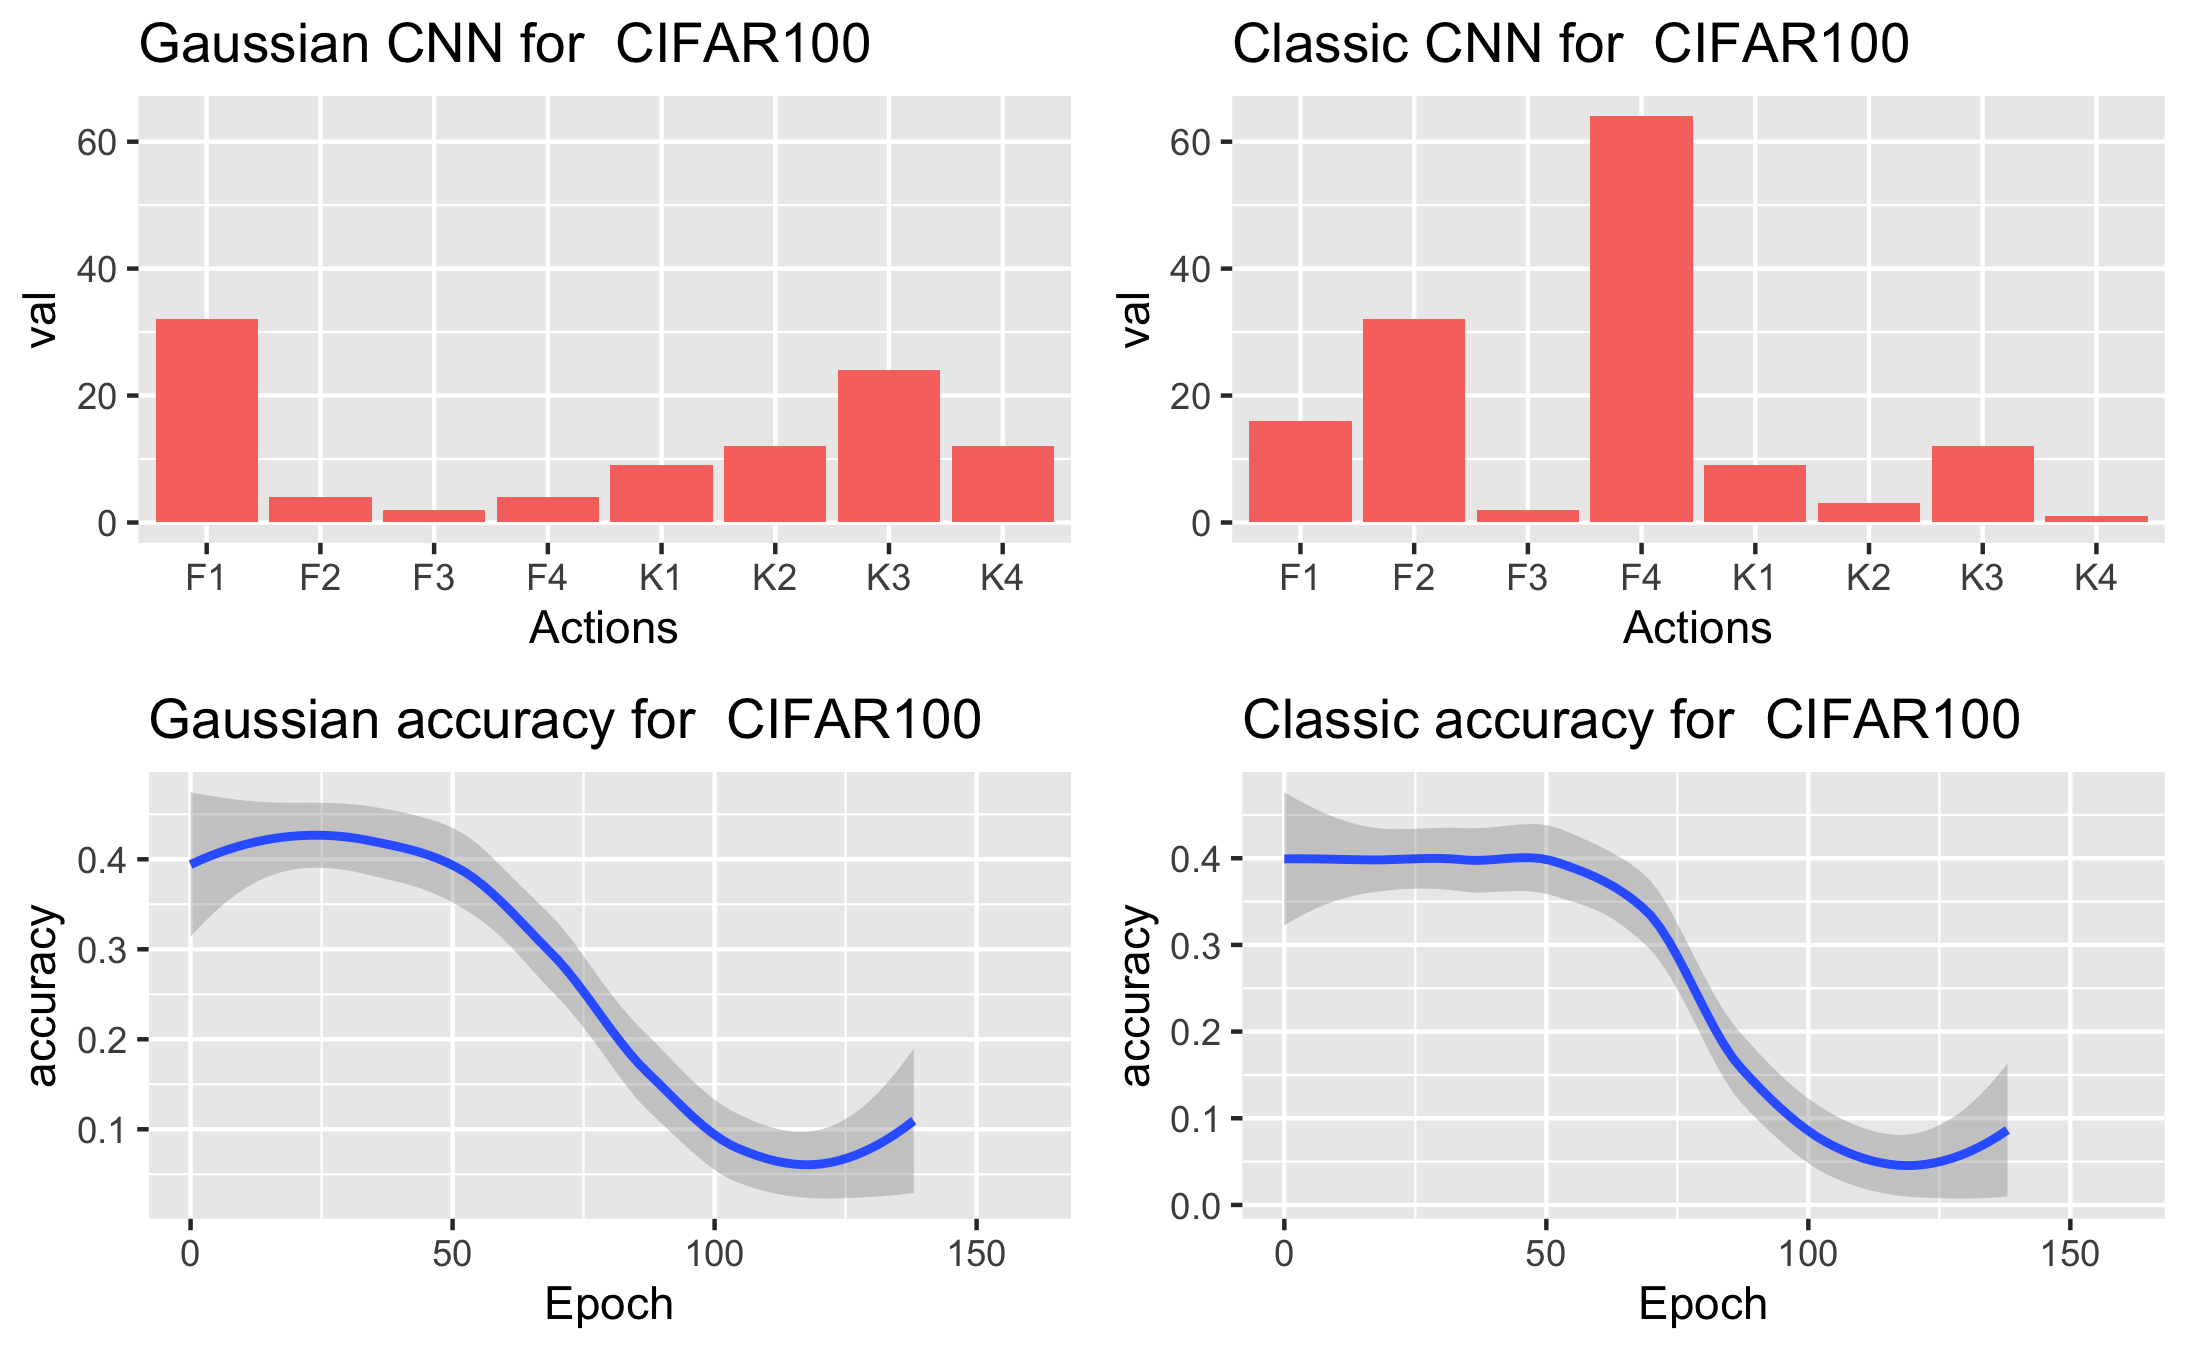 Gaussian CNN for  CIFAR100
60
40
20
0
val
F1 F2 F3 F4 K1 K2 K3 K4
Actions
Classic CNN for  CIFAR100
60
40
20
0
val
F1 F2 F3 F4 K1 K2 K3 K4
Actions
Gaussian accuracy for  CIFAR100
0.4
0.3
0.2
0.1
accuracy
0 50 100 150
Epoch
Classic accuracy for  CIFAR100
0.4
0.3
0.2
0.1
0.0
accuracy
0 50 100 150
Epoch